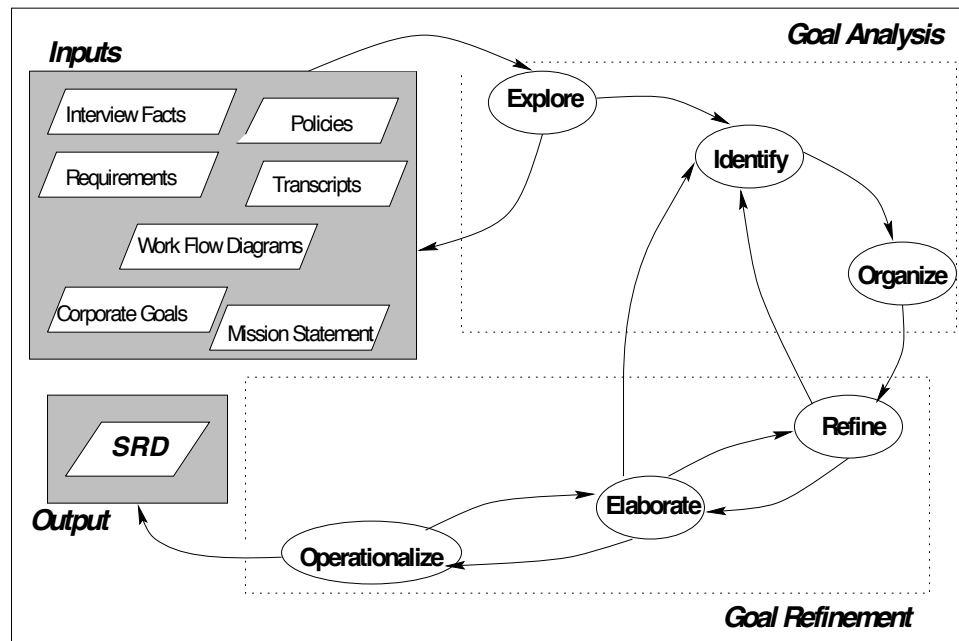 Inputs
Goal Analysis
Interview Facts
Policies
Explore
Identify
Requirements
Transcripts
Work Flow Diagrams
Organize
Corporate Goals
Mission Statement
SRD
Refine
Output
Elaborate
Operationalize
Goal Refinement